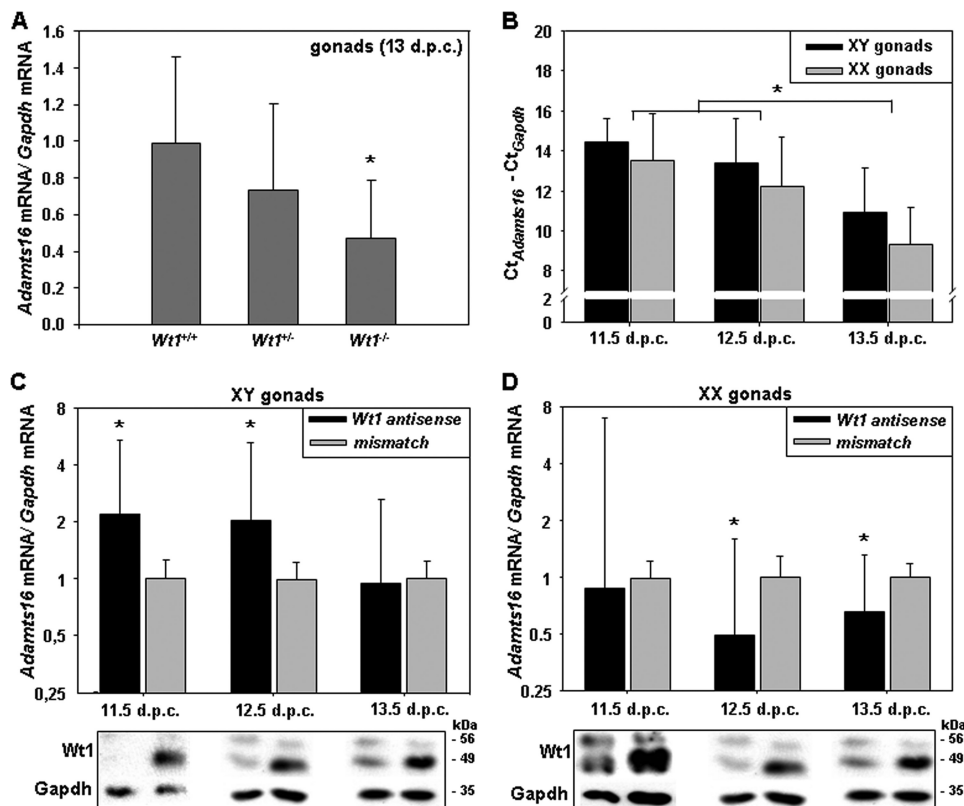 A
gonads (13 d.p.c.)
Adamts16 mRNA/ Gapdh mRNA
1.6
1.4
1.2
1.0
0.8
0.6
0.4
0.2
0.0
*
Wt1+/+ Wt1+/- Wt1-/-
B
XY gonads
XX gonads
CtAdamts16 - CtGapdh
20
18
16
14
12
10
8
2
0
*
11.5 d.p.c. 12.5 d.p.c. 13.5 d.p.c.
C
XY gonads
Wt1 antisense
mismatch
Adamts16 mRNA/ Gapdh mRNA
8
4
2
1
0,5
0,25
* *
11.5 d.p.c. 12.5 d.p.c. 13.5 d.p.c.
kDa
Wt1
Gapdh
- 56
- 49
- 35
D
XX gonads
Wt1 antisense
mismatch
Adamts16 mRNA/ Gapdh mRNA
8
4
2
1
0.5
0.25
* *
11.5 d.p.c. 12.5 d.p.c. 13.5 d.p.c.
kDa
Wt1
Gapdh
- 56
- 49
- 35